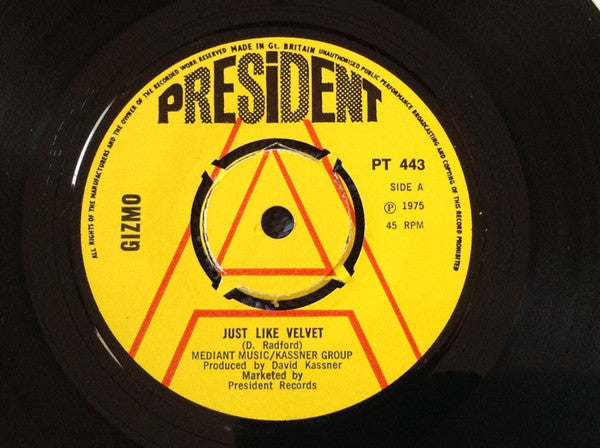 ALL RIGHTS OF THE MANUFACTURERS AND THE OWNER OF THE RECORDED WORK RESERVED MADE IN Gt. BRITAIN UNAUTHORISED PUBLIC PERFORMANCE BROADCASTING AND COPYING OF THIS RECORD PROHIBITED
PRESiDENT
A
GIZMO
PT 443
SIDE A
Ⓟ 1975
45 RPM
JUST LIKE VELVET
(D. Radford)
MEDIANT MUSIC/KASSNER GROUP
Produced by David Kassner
Marketed by
President Records